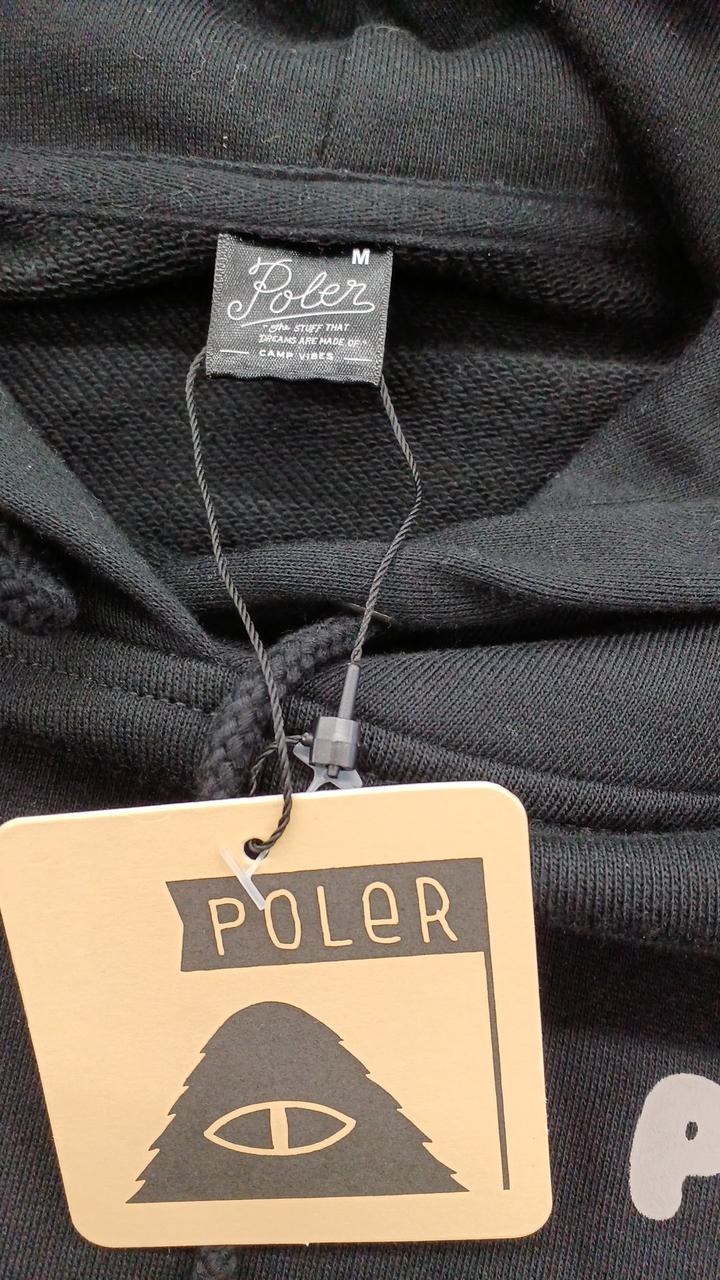 M
Poler
"The STUFF THAT
DREAMS ARE MADE OF"
CAMP VIBES
POLeR
P